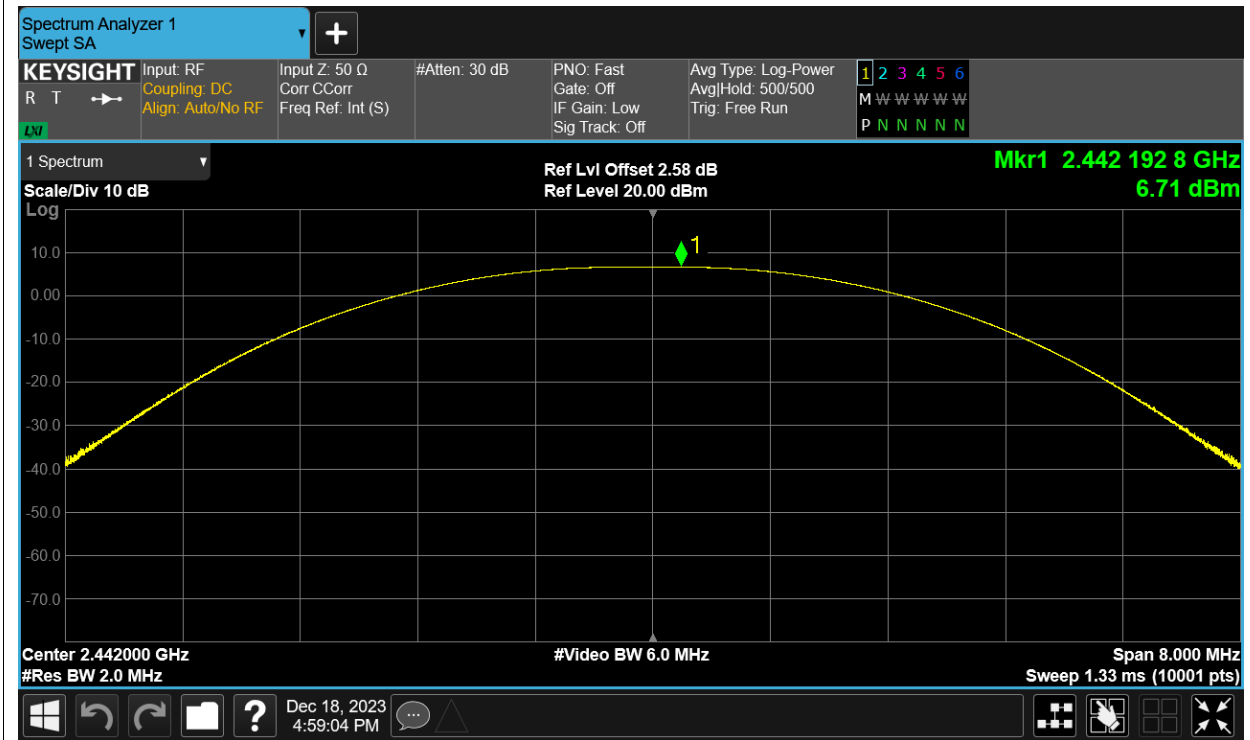 Spectrum Analyzer 1
Swept SA
KEYSIGHT
R T
LXI
Input: RF
Coupling: DC
Align: Auto/No RF
Input Z: 50 Ω
Corr CCorr
Freq Ref: Int (S)
#Atten: 30 dB
PNO: Fast
Gate: Off
IF Gain: Low
Sig Track: Off
Avg Type: Log-Power
Avg|Hold: 500/500
Trig: Free Run
1 2 3 4 5 6
M W W W W W W
P N N N N N N
1 Spectrum
Scale/Div 10 dB
Log
Ref Lvl Offset 2.58 dB
Ref Level 20.00 dBm
Mkr1 2.442 192 8 GHz
6.71 dBm
1
10.0
0.00
-10.0
-20.0
-30.0
-40.0
-50.0
-60.0
-70.0
Center 2.442000 GHz
#Video BW 6.0 MHz
Span 8.000 MHz
#Res BW 2.0 MHz
Sweep 1.33 ms (10001 pts)
?
Dec 18, 2023
4:59:04 PM